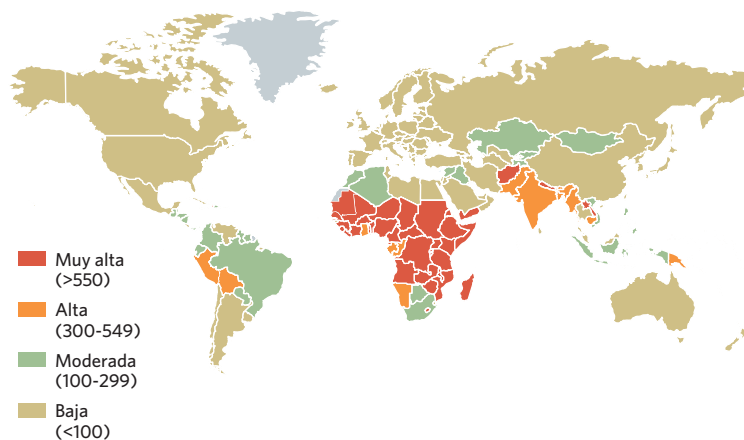 Muy alta
(>550)
Alta
(300-549)
Moderada
(100-299)
Baja
(<100)